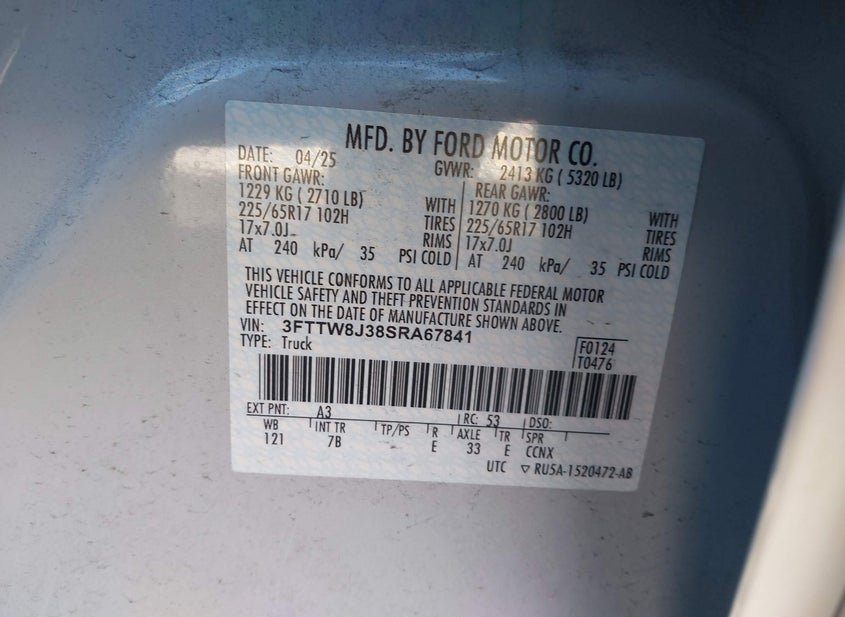 MFD. BY FORD MOTOR CO.
DATE: 04/25 GVWR: 2413 KG ( 5320 LB)
FRONT GAWR: REAR GAWR:
1229 KG ( 2710 LB) WITH 1270 KG ( 2800 LB) WITH
225/65R17 102H TIRES 225/65R17 102H TIRES
17x7.0J RIMS 17x7.0J RIMS
AT 240 kPa/ 35 PSI COLD AT 240 kPa/ 35 PSI COLD
THIS VEHICLE CONFORMS TO ALL APPLICABLE FEDERAL MOTOR
VEHICLE SAFETY AND THEFT PREVENTION STANDARDS IN
EFFECT ON THE DATE OF MANUFACTURE SHOWN ABOVE.
VIN: 3FTTW8J38SRA67841
TYPE: Truck F0124
T0476
EXT PNT: A3 RC: 53 DSO:
WB INT TR TP/PS R AXLE TR SPR
121 7B E 33 E CCNX
UTC ▽ RU5A-1520472-AB